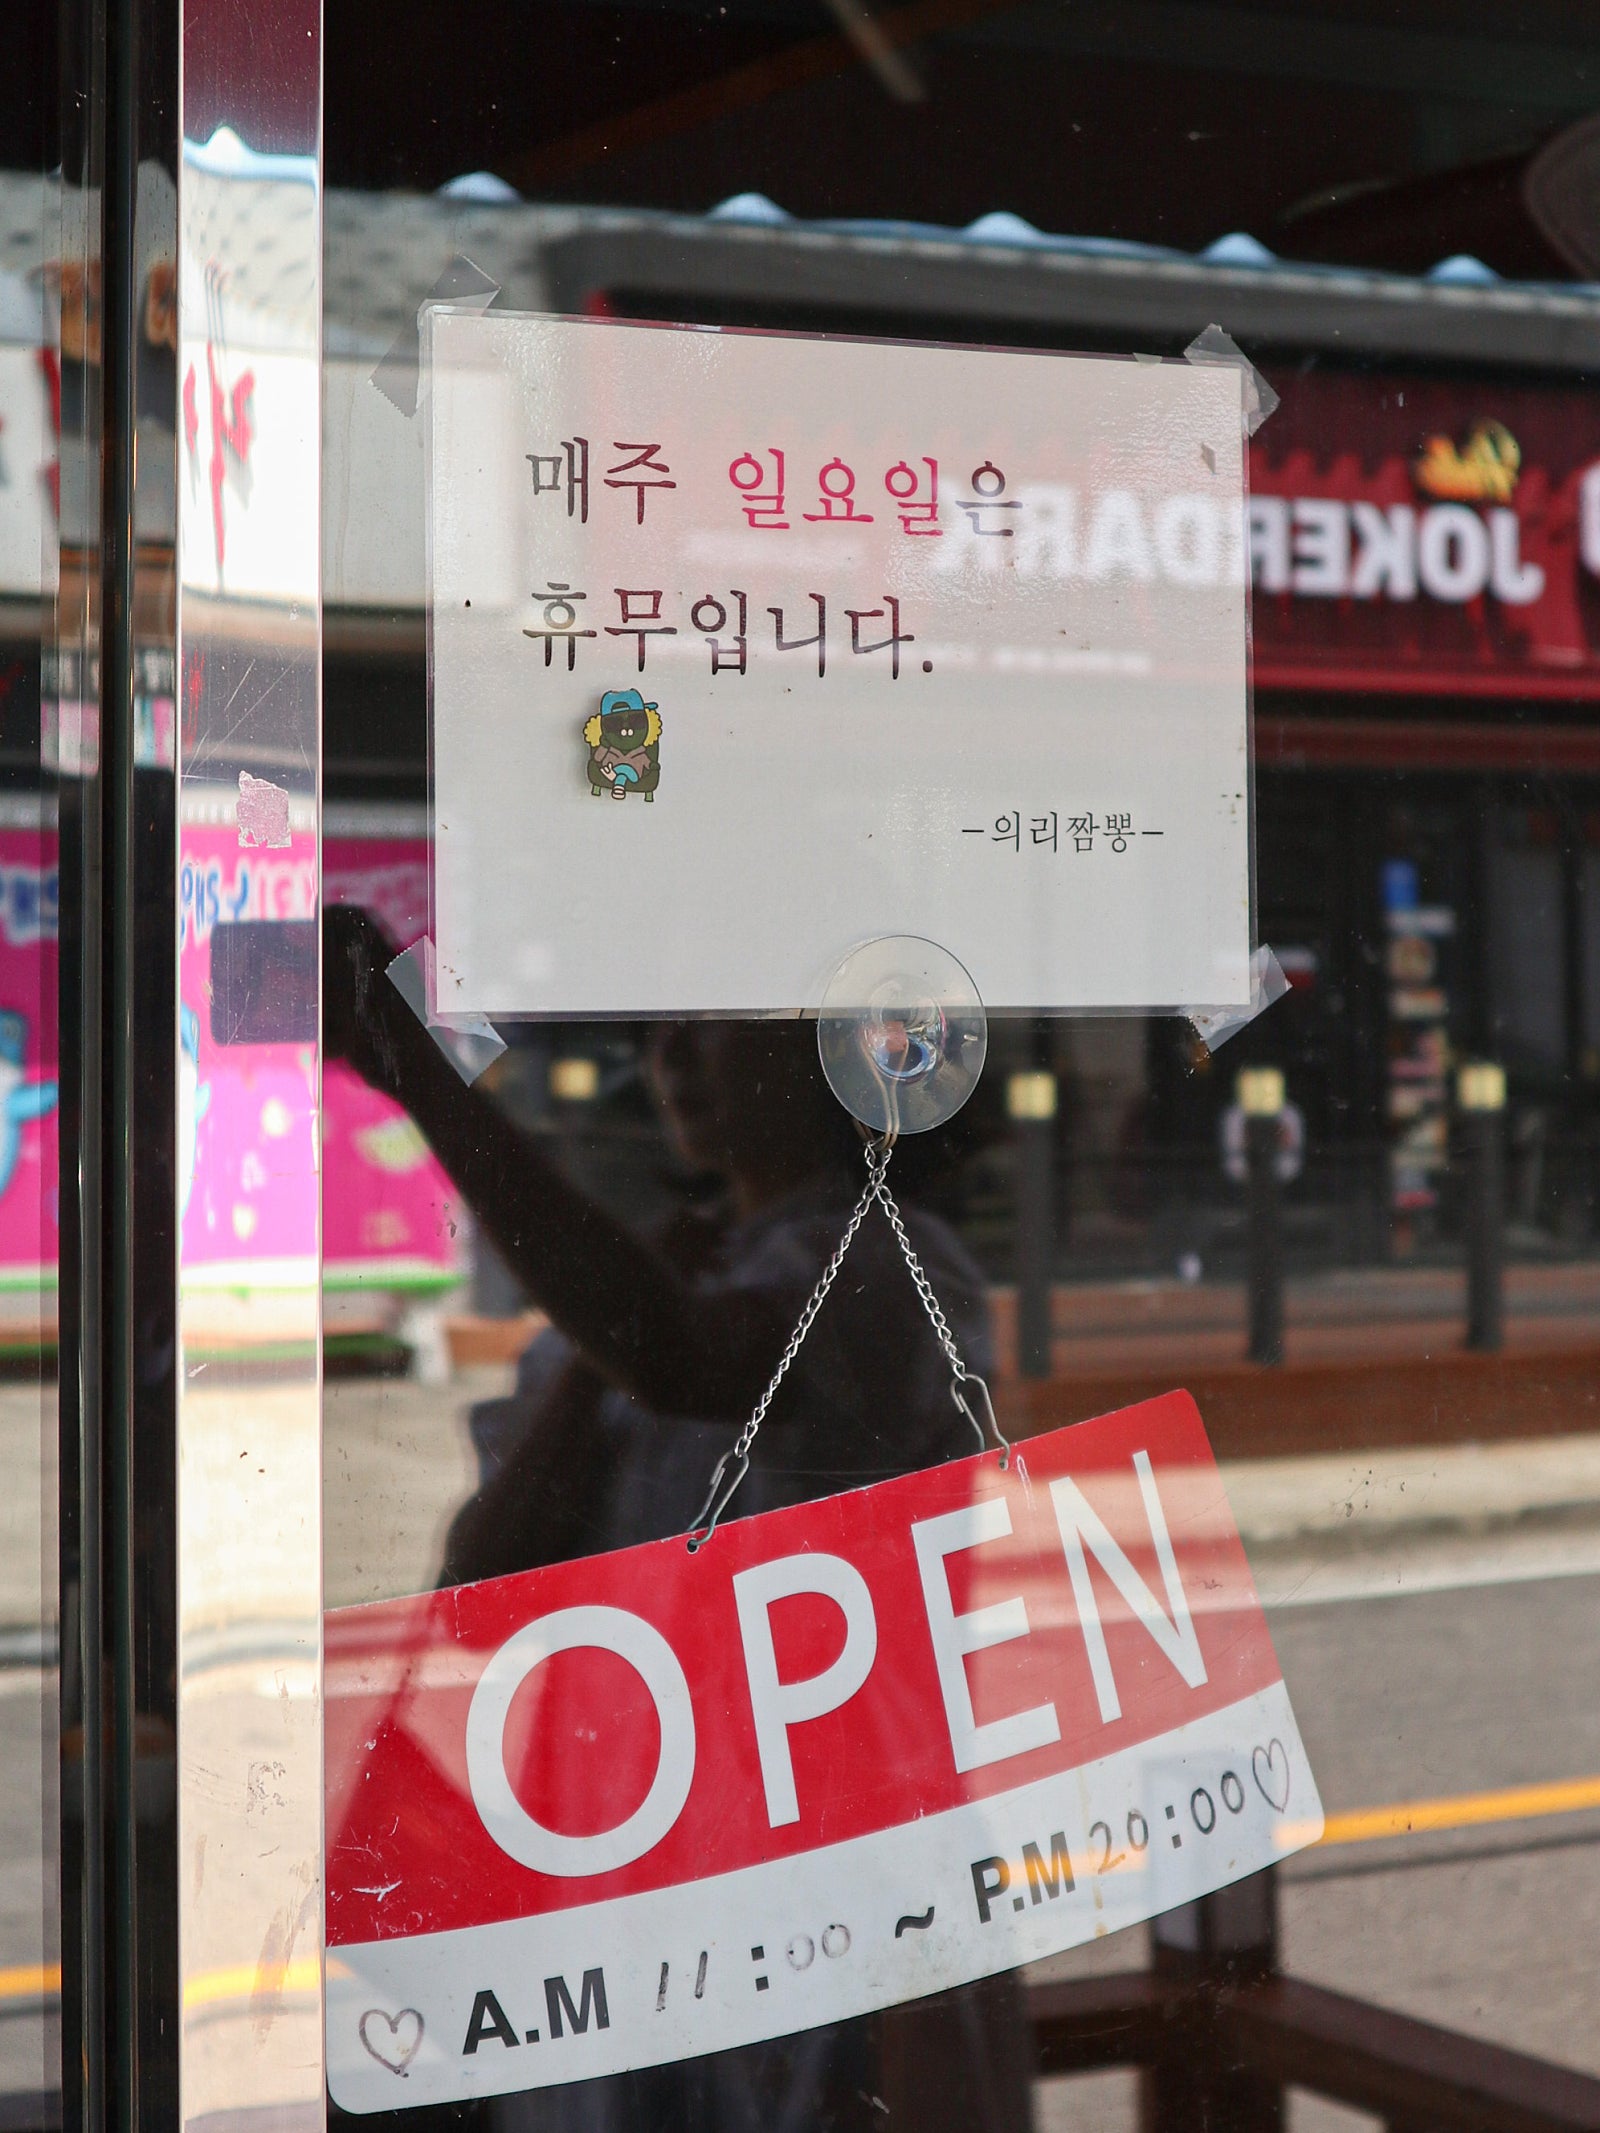 매주 일요일은
휴무입니다.
-의리짬뽕-
JOKER DARK
OPEN
♡ A.M 11:00 ~ P.M 20:00♡